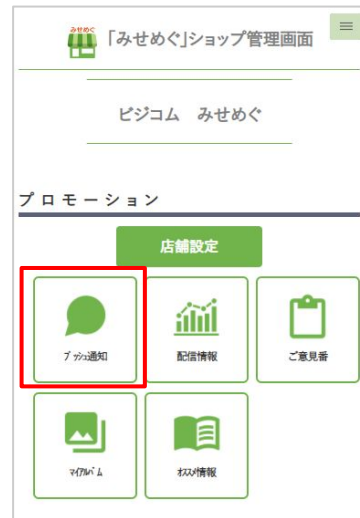 みせめぐ
「みせめぐ」ショップ管理画面
ビジコム みせめぐ
プロモーション
店舗設定
プッシュ通知
配信情報
ご意見番
マイアルバム
オススメ情報